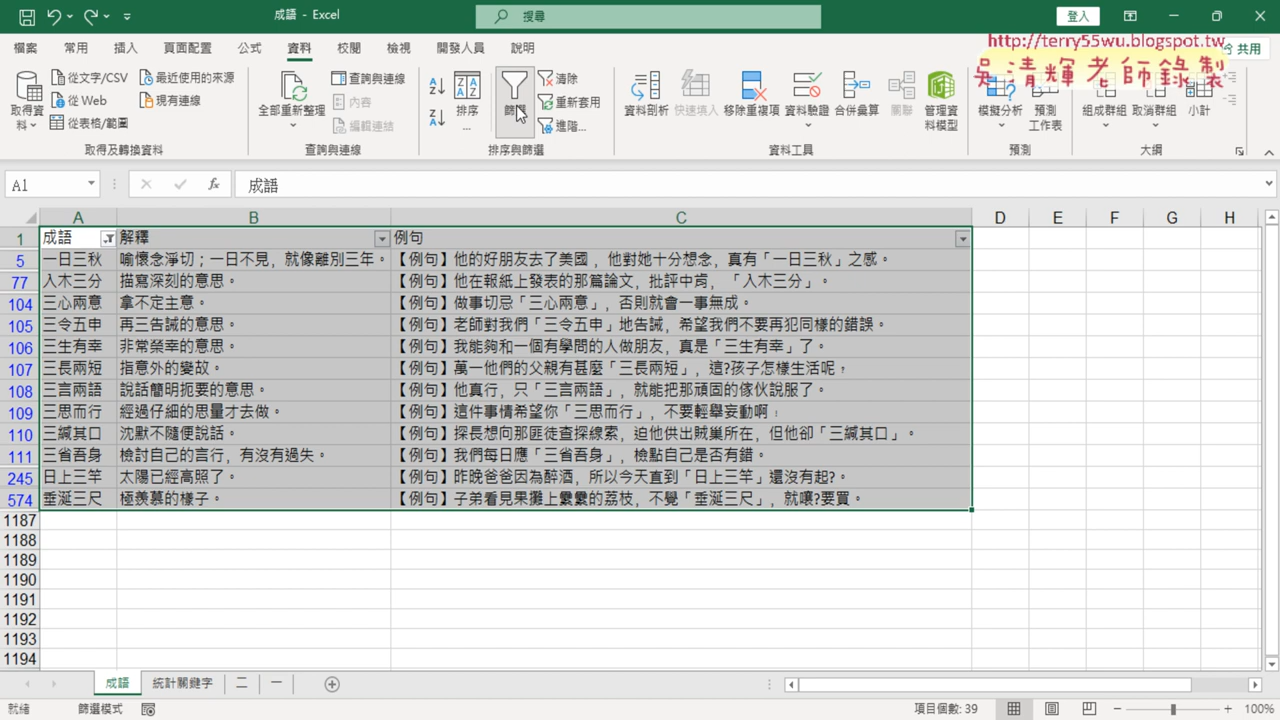 成語 - Excel
搜尋
登入
檔案 常用 插入 頁面配置 公式 資料 校閱 檢視 開發人員 說明
http://terry55wu.blogspot.tw
共用
吳清輝老師錄製
取得資料
從文字/CSV
從 Web
從表格/範圍
最近使用的來源
現有連線
取得及轉換資料
全部重新整理
查詢與連線
內容
編輯連結
查詢與連線
排序...
篩選
清除
重新套用
進階...
排序與篩選
資料剖析 快速填入 移除重複項 資料驗證 合併彙算 關聯 管理資料模型
資料工具
模擬分析 預測工作表
預測
組成群組 取消群組 小計
大綱
A1
fx
成語
A B C D E F G H
1 成語 解釋 例句
5 一日三秋 喻懷念淨切；一日不見，就像離別三年。 【例句】他的好朋友去了美國，他對她十分想念，真有「一日三秋」之感。
77 入木三分 描寫深刻的意思。 【例句】他在報紙上發表的那篇論文，批評中肯，「入木三分」。
104 三心兩意 拿不定主意。 【例句】做事切忌「三心兩意」，否則就會一事無成。
105 三令五申 再三告誡的意思。 【例句】老師對我們「三令五申」地告誡，希望我們不要再犯同樣的錯誤。
106 三生有幸 非常榮幸的意思。 【例句】我能夠和一個有學問的人做朋友，真是「三生有幸」了。
107 三長兩短 指意外的變故。 【例句】萬一他們的父親有甚麼「三長兩短」，這?孩子怎樣生活呢，
108 三言兩語 說話簡明扼要的意思。 【例句】他真行，只「三言兩語」，就能把那頑固的傢伙說服了。
109 三思而行 經過仔細的思量才去做。 【例句】這件事情希望你「三思而行」，不要輕舉妄動啊﹗
110 三緘其口 沈默不隨便說話。 【例句】探長想向那匪徒查探線索，迫他供出賊巢所在，但他卻「三緘其口」。
111 三省吾身 檢討自己的言行，有沒有過失。 【例句】我們每日應「三省吾身」，檢點自己是否有錯。
245 日上三竿 太陽已經高照了。 【例句】昨晚爸爸因為醉酒，所以今天直到「日上三竿」還沒有起?。
574 垂涎三尺 極羨慕的樣子。 【例句】子弟看見果攤上纍纍的荔枝，不覺「垂涎三尺」，就嚷?要買。
1187
1188
1189
1190
1191
1192
1193
1194
成語 統計關鍵字 二 一
就緒 篩選模式 項目個數: 39 100%